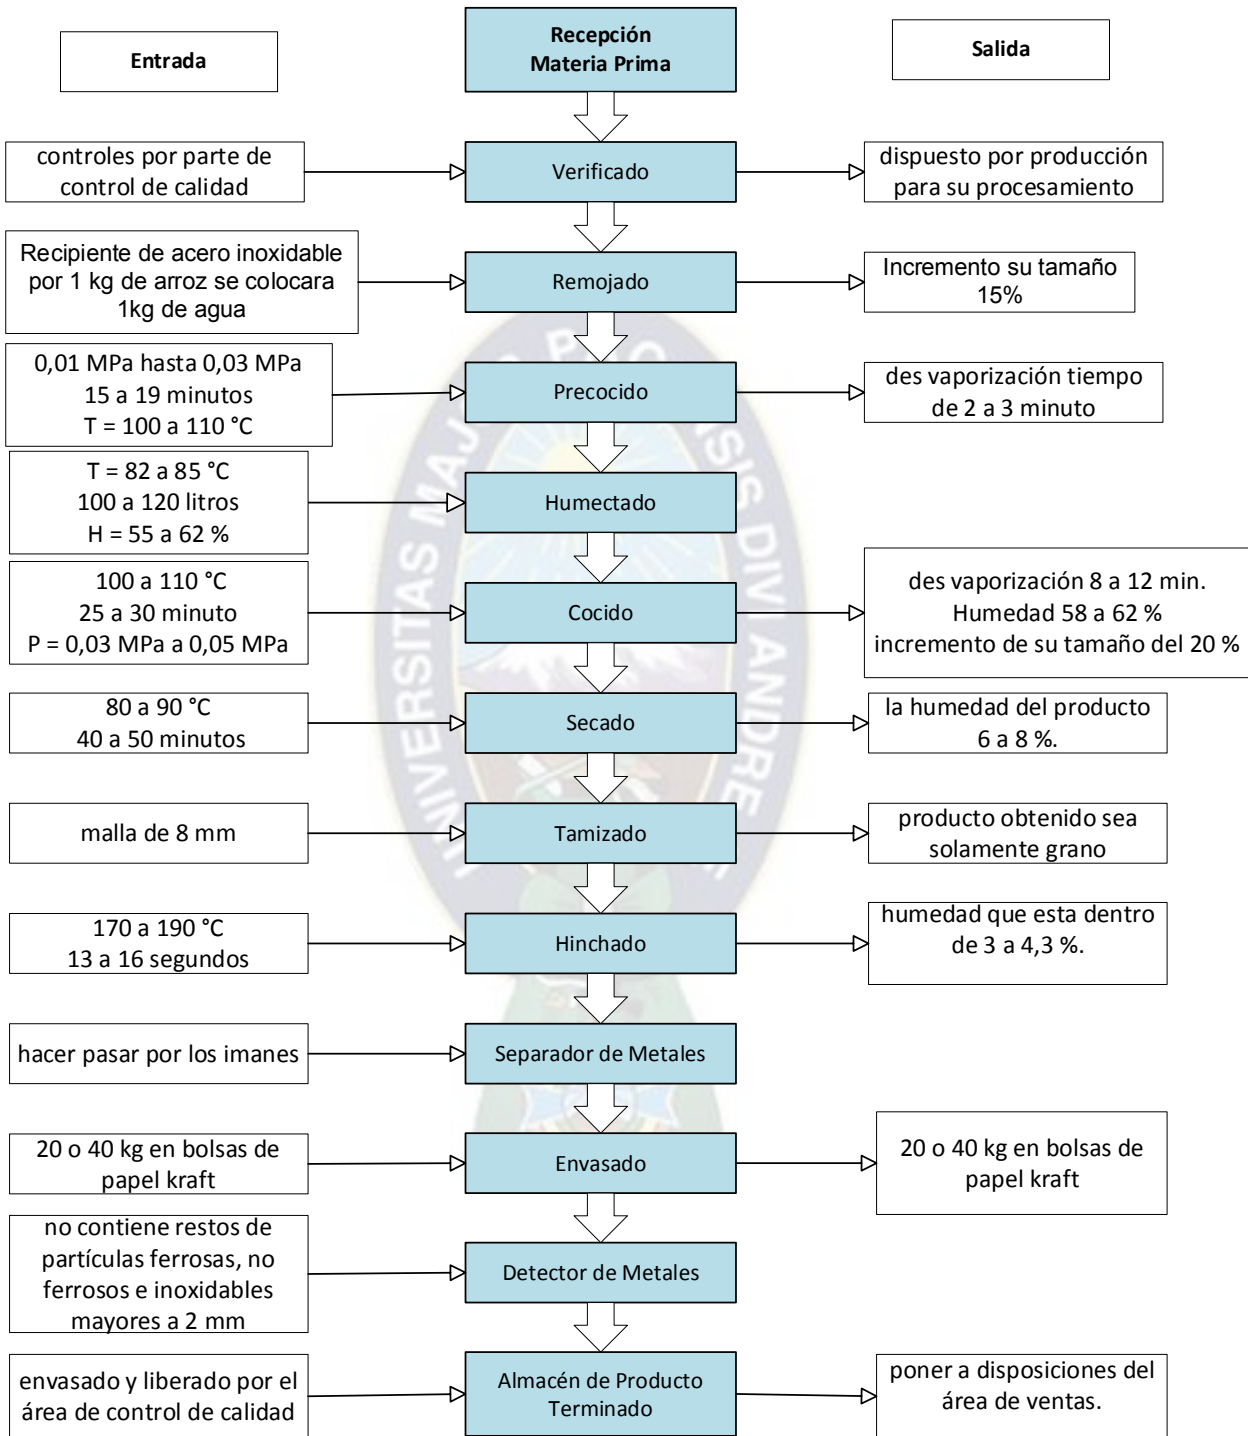 Entrada
Recepción
Materia Prima
Salida
controles por parte de
control de calidad
Verificado
dispuesto por producción
para su procesamiento
Recipiente de acero inoxidable
por 1 kg de arroz se colocara
1kg de agua
Remojado
Incremento su tamaño
15%
0,01 MPa hasta 0,03 MPa
15 a 19 minutos
T = 100 a 110 °C
Precocido
des vaporización tiempo
de 2 a 3 minuto
T = 82 a 85 °C
100 a 120 litros
H = 55 a 62 %
Humectado
100 a 110 °C
25 a 30 minuto
P = 0,03 MPa a 0,05 MPa
Cocido
des vaporización 8 a 12 min.
Humedad 58 a 62 %
incremento de su tamaño del 20 %
80 a 90 °C
40 a 50 minutos
Secado
la humedad del producto
6 a 8 %.
malla de 8 mm
Tamizado
producto obtenido sea
solamente grano
170 a 190 °C
13 a 16 segundos
Hinchado
humedad que esta dentro
de 3 a 4,3 %.
hacer pasar por los imanes
Separador de Metales
20 o 40 kg en bolsas de
papel kraft
Envasado
20 o 40 kg en bolsas de
papel kraft
no contiene restos de
partículas ferrosas, no
ferrosos e inoxidables
mayores a 2 mm
Detector de Metales
envasado y liberado por el
área de control de calidad
Almacén de Producto
Terminado
poner a disposiciones del
área de ventas.
UNIVERSITAS MAJOR
DIVI ANDRE